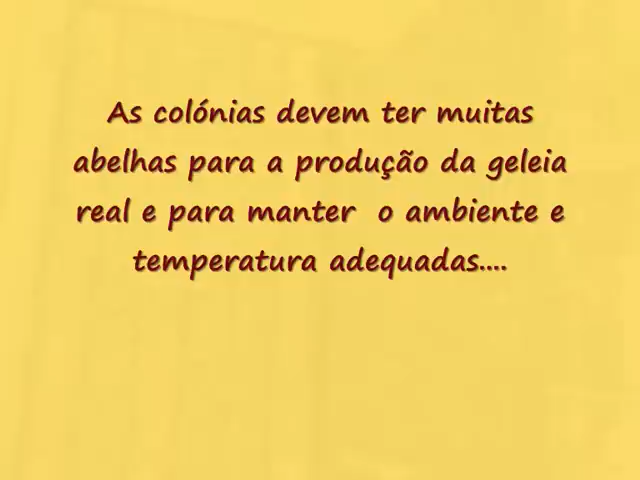 As colónias devem ter muitas
abelhas para a produção da geleia
real e para manter  o ambiente e
temperatura adequadas....